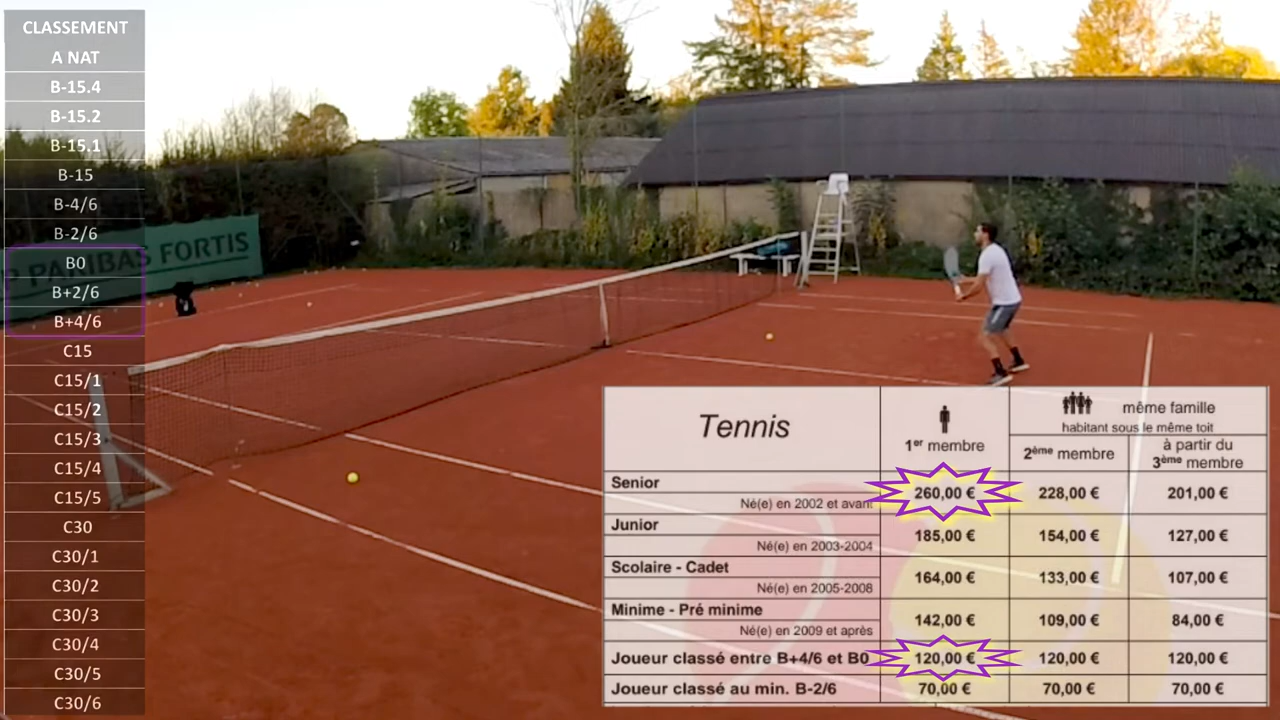 CLASSEMENT
A NAT
B-15.4
B-15.2
B-15.1
B-15
B-4/6
B-2/6
B0
B+2/6
B+4/6
C15
C15/1
C15/2
C15/3
C15/4
C15/5
C30
C30/1
C30/2
C30/3
C30/4
C30/5
C30/6
P PARIBAS FORTIS
Tennis
1er membre
même famille
habitant sous le même toit
2ème membre
à partir du
3ème membre
Senior
Né(e) en 2002 et avant
260,00 € 228,00 € 201,00 €
Junior
Né(e) en 2003-2004
185,00 € 154,00 € 127,00 €
Scolaire - Cadet
Né(e) en 2005-2008
164,00 € 133,00 € 107,00 €
Minime - Pré minime
Né(e) en 2009 et après
142,00 € 109,00 € 84,00 €
Joueur classé entre B+4/6 et B0 120,00 € 120,00 € 120,00 €
Joueur classé au min. B-2/6 70,00 € 70,00 € 70,00 €